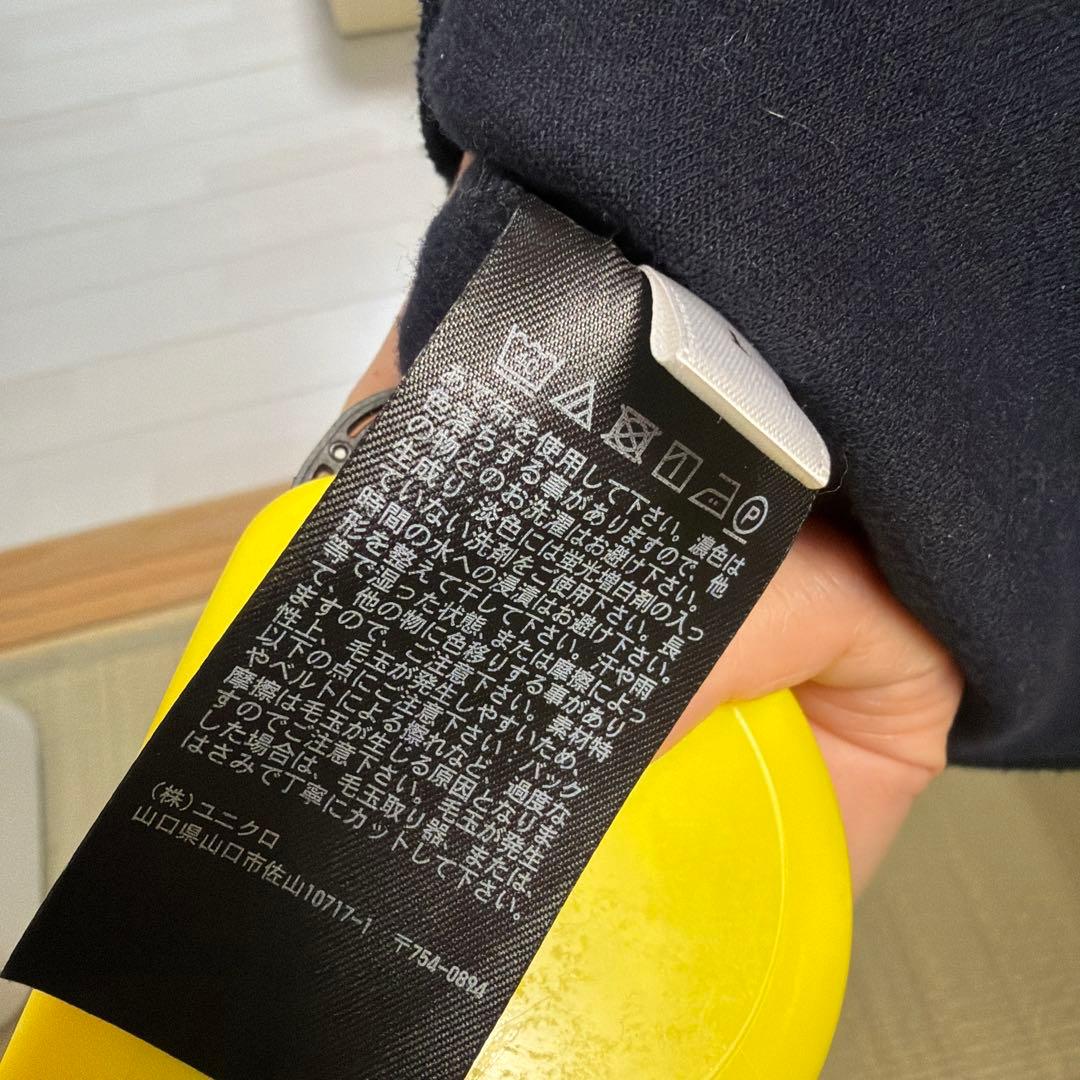 あて布を使用して下さい。濃色は
色落ちする事がありますので、他
の物とのお洗濯はお避け下さい。
生成り、淡色には蛍光増白剤の入っ
ていない洗剤をご使用下さい。長
時間の水への浸漬はお避け下さい。
形を整えて干して下さい。汗や雨
等で湿った状態、または摩擦によっ
て、他の物に色移りする事があり
ますので、ご注意下さい。素材特
性上、毛玉が発生しやすいため、
以下の点にご注意下さい。バック
やベルトによる擦れなど、過度な
摩擦は毛玉が生じる原因となりま
すのでご注意下さい。毛玉が発生
した場合は、毛玉取り器、または
はさみで丁寧にカットして下さい。
(株)ユニクロ
山口県山口市佐山10717-1 〒754-0894
P